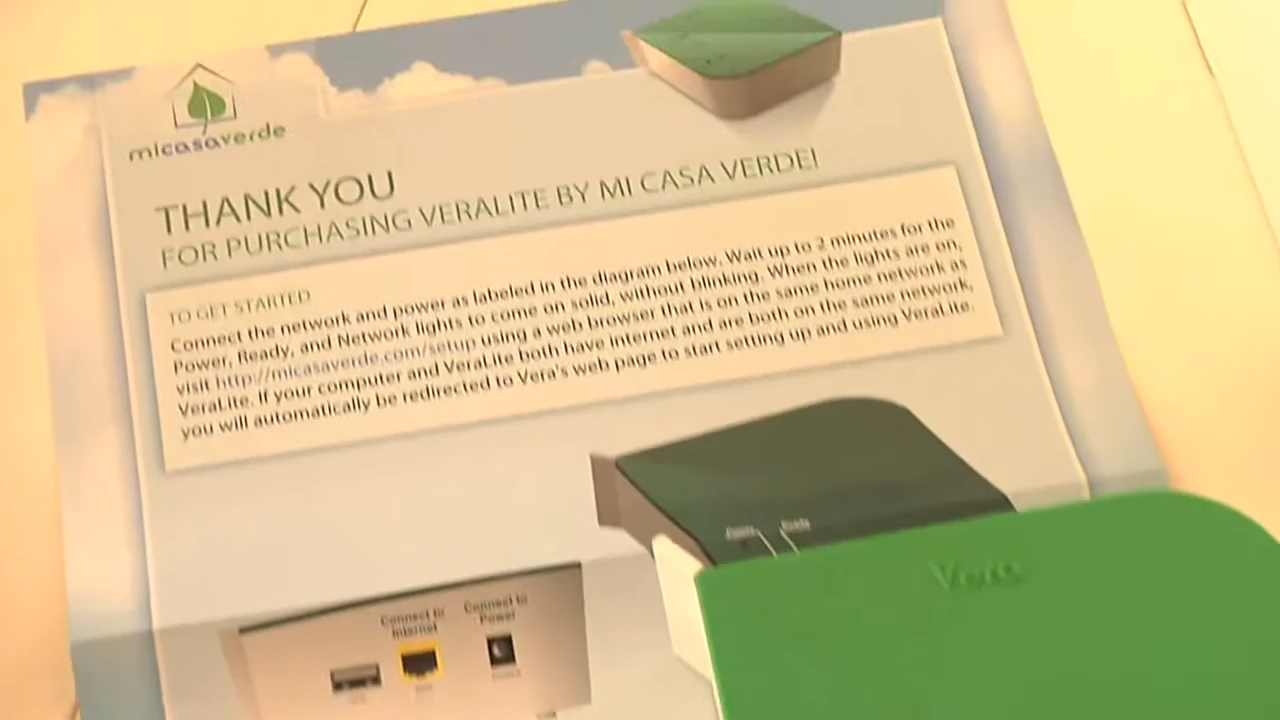 micasaverde
THANK YOU
FOR PURCHASING VERALITE BY MI CASA VERDE!
TO GET STARTED
Connect the network and power as labeled in the diagram below. Wait up to 2 minutes for the
Power, Ready, and Network lights to come on solid, without blinking. When the lights are on,
visit http://micasaverde.com/setup using a web browser that is on the same home network as
VeraLite. If your computer and VeraLite both have internet and are both on the same network,
you will automatically be redirected to Vera's web page to start setting up and using VeraLite.
Vera
Connect to
Internet
Connect to
Power